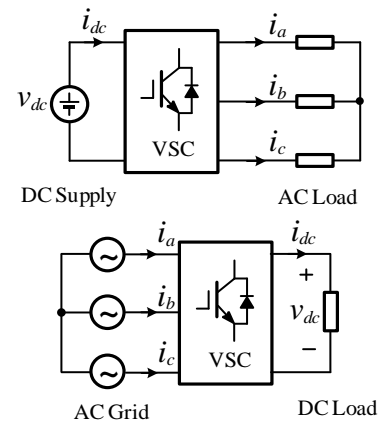 i_dc i_a
v_dc i_b
VSC i_c
DC Supply AC Load
i_a i_dc
+
i_b v_dc
i_c VSC −
AC Grid DC Load